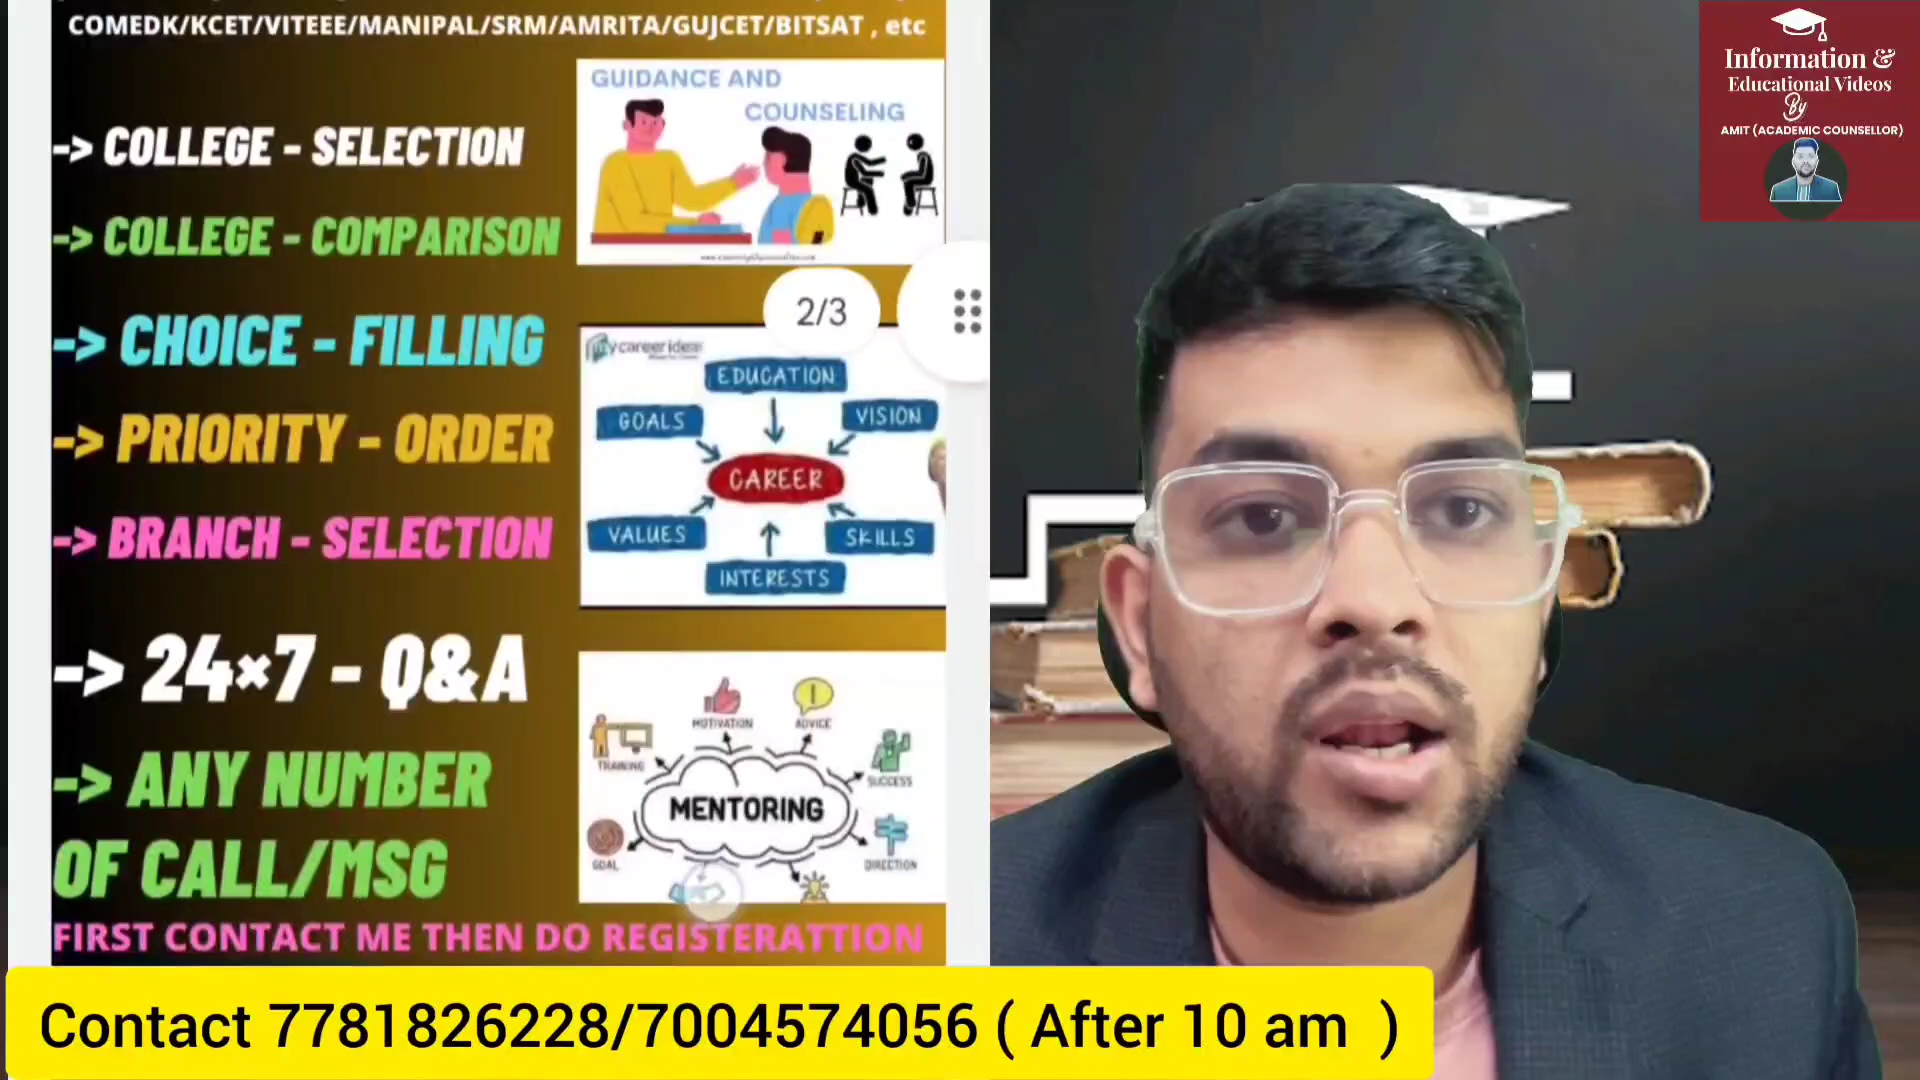 COMEDK/KCET/VITEEE/MANIPAL/SRM/AMRITA/GUJCET/BITSAT , etc
-> COLLEGE - SELECTION
-> COLLEGE - COMPARISON
-> CHOICE - FILLING
-> PRIORITY - ORDER
-> BRANCH - SELECTION
-> 24×7 - Q&A
-> ANY NUMBER
OF CALL/MSG
FIRST CONTACT ME THEN DO REGISTERATTION
GUIDANCE AND
COUNSELING
2/3
mycareerideas
EDUCATION
GOALS
VISION
CAREER
VALUES
SKILLS
INTERESTS
MOTIVATION
ADVICE
TRAINING
SUCCESS
MENTORING
GOAL
DIRECTION
Information &
Educational Videos
By
AMIT (ACADEMIC COUNSELLOR)
Contact 7781826228/7004574056 ( After 10 am )